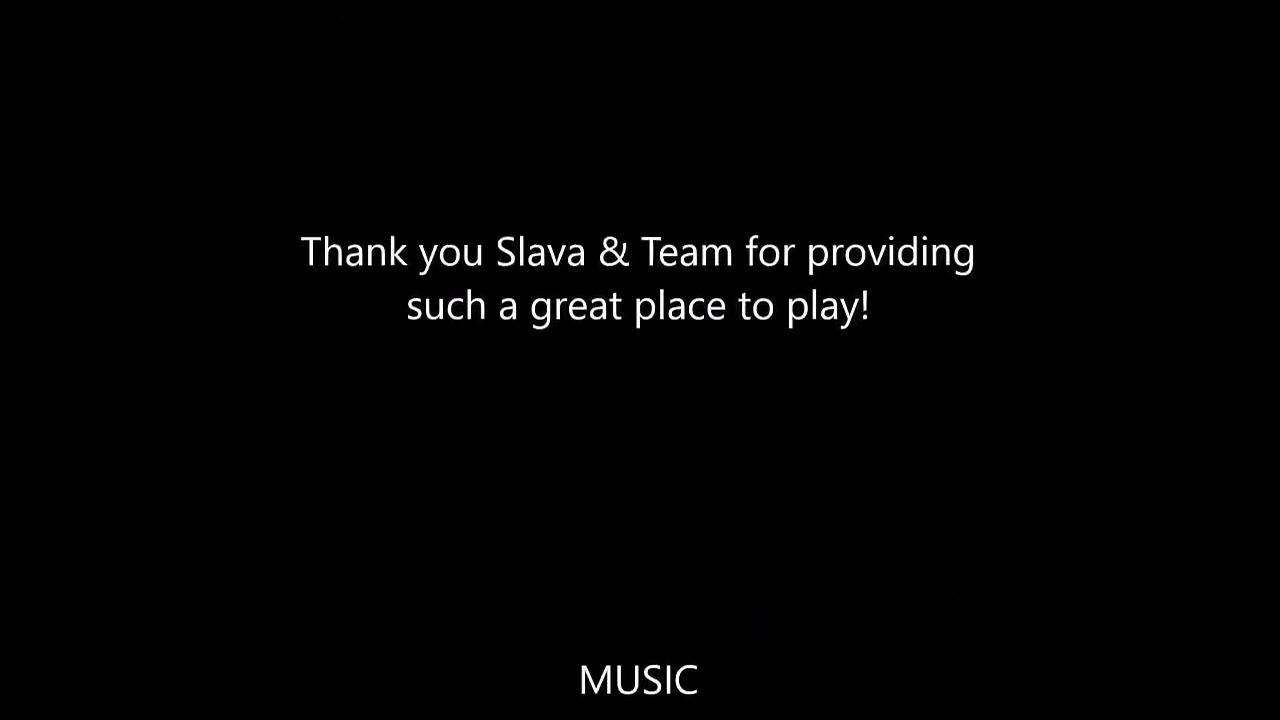 Thank you Slava & Team for providing
such a great place to play!
MUSIC